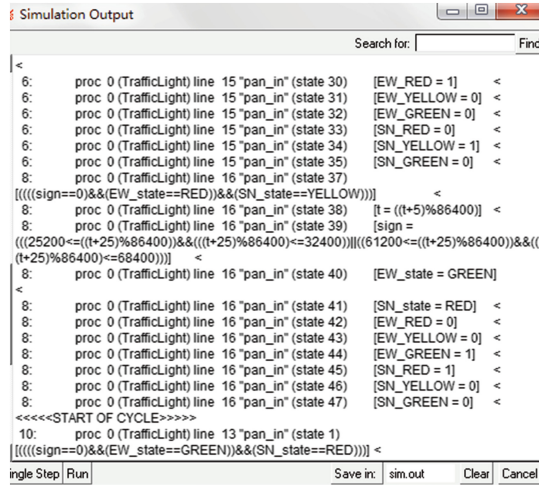 Simulation Output
Search for: Find
<
6: proc 0 (TrafficLight) line 15 "pan_in" (state 30) [EW_RED = 1] <
6: proc 0 (TrafficLight) line 15 "pan_in" (state 31) [EW_YELLOW = 0] <
6: proc 0 (TrafficLight) line 15 "pan_in" (state 32) [EW_GREEN = 0] <
6: proc 0 (TrafficLight) line 15 "pan_in" (state 33) [SN_RED = 0] <
6: proc 0 (TrafficLight) line 15 "pan_in" (state 34) [SN_YELLOW = 1] <
6: proc 0 (TrafficLight) line 15 "pan_in" (state 35) [SN_GREEN = 0] <
8: proc 0 (TrafficLight) line 16 "pan_in" (state 37)
[((((sign==0)&&(EW_state==RED))&&(SN_state==YELLOW)))] <
8: proc 0 (TrafficLight) line 16 "pan_in" (state 38) [t = ((t+5)%86400)] <
8: proc 0 (TrafficLight) line 16 "pan_in" (state 39) [sign =
(((25200<=((t+25)%86400))&&(((t+25)%86400)<=32400))||((61200<=((t+25)%86400))&&((
(t+25)%86400)<=68400)))] <
8: proc 0 (TrafficLight) line 16 "pan_in" (state 40) [EW_state = GREEN]
<
8: proc 0 (TrafficLight) line 16 "pan_in" (state 41) [SN_state = RED] <
8: proc 0 (TrafficLight) line 16 "pan_in" (state 42) [EW_RED = 0] <
8: proc 0 (TrafficLight) line 16 "pan_in" (state 43) [EW_YELLOW = 0] <
8: proc 0 (TrafficLight) line 16 "pan_in" (state 44) [EW_GREEN = 1] <
8: proc 0 (TrafficLight) line 16 "pan_in" (state 45) [SN_RED = 1] <
8: proc 0 (TrafficLight) line 16 "pan_in" (state 46) [SN_YELLOW = 0] <
8: proc 0 (TrafficLight) line 16 "pan_in" (state 47) [SN_GREEN = 0] <
<<<<<START OF CYCLE>>>>>
10: proc 0 (TrafficLight) line 13 "pan_in" (state 1)
[((((sign==0)&&(EW_state==GREEN))&&(SN_state==RED)))] <
ingle Step Run Save in: sim.out Clear Cancel